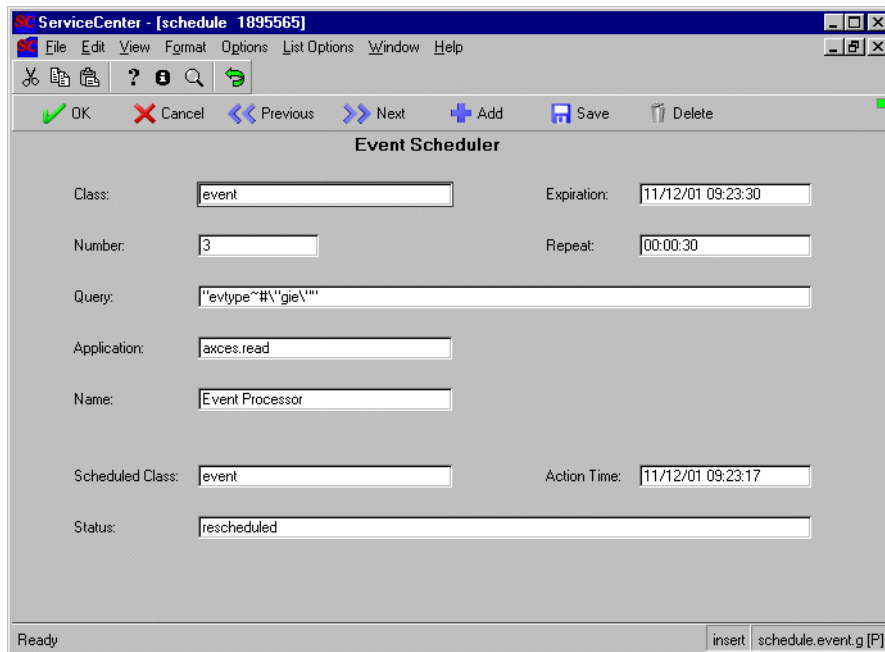 SC ServiceCenter - [schedule 1895565]
SC File Edit View Format Options List Options Window Help
OK Cancel Previous Next Add Save Delete
Event Scheduler
Class: event Expiration: 11/12/01 09:23:30
Number: 3 Repeat: 00:00:30
Query: "evtype~#\"gie\""
Application: axces.read
Name: Event Processor
Scheduled Class: event Action Time: 11/12/01 09:23:17
Status: rescheduled
Ready insert schedule.event.g [P]